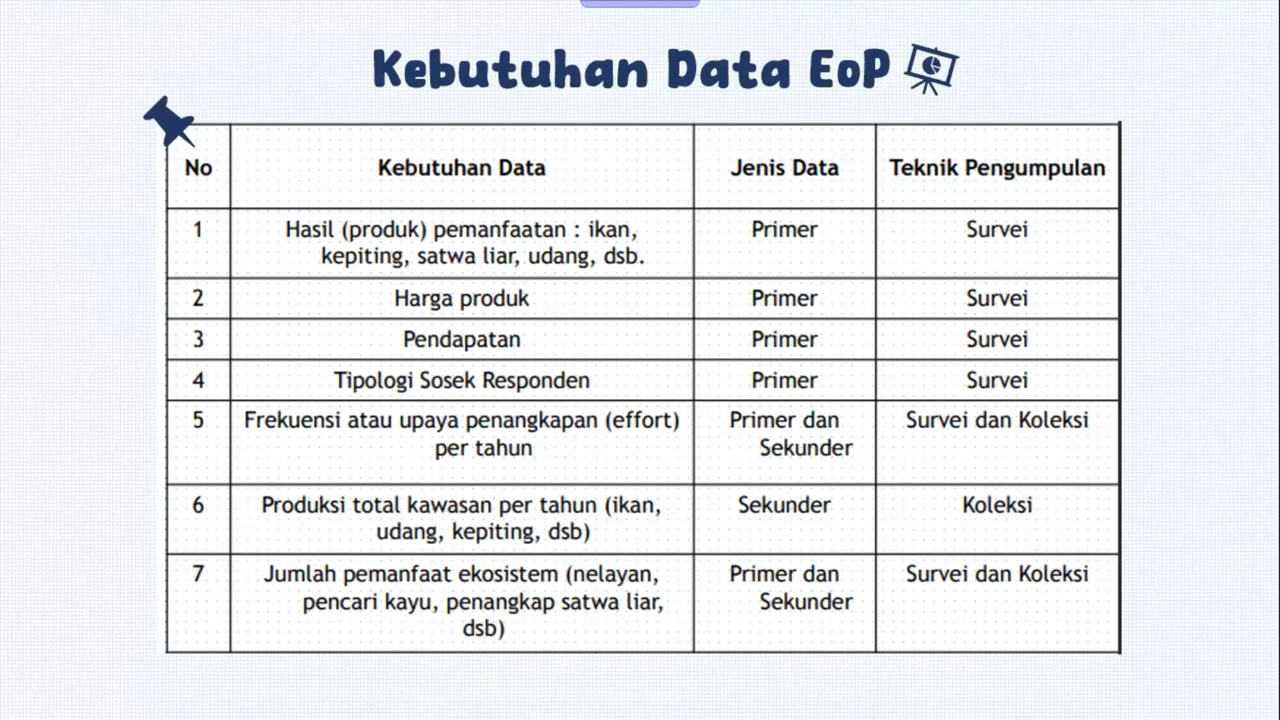 Kebutuhan Data EoP
No Kebutuhan Data Jenis Data Teknik Pengumpulan
1 Hasil (produk) pemanfaatan : ikan, Primer Survei
kepiting, satwa liar, udang, dsb.
2 Harga produk Primer Survei
3 Pendapatan Primer Survei
4 Tipologi Sosek Responden Primer Survei
5 Frekuensi atau upaya penangkapan (effort) Primer dan Survei dan Koleksi
per tahun Sekunder
6 Produksi total kawasan per tahun (ikan, Sekunder Koleksi
udang, kepiting, dsb)
7 Jumlah pemanfaat ekosistem (nelayan, Primer dan Survei dan Koleksi
pencari kayu, penangkap satwa liar, Sekunder
dsb)